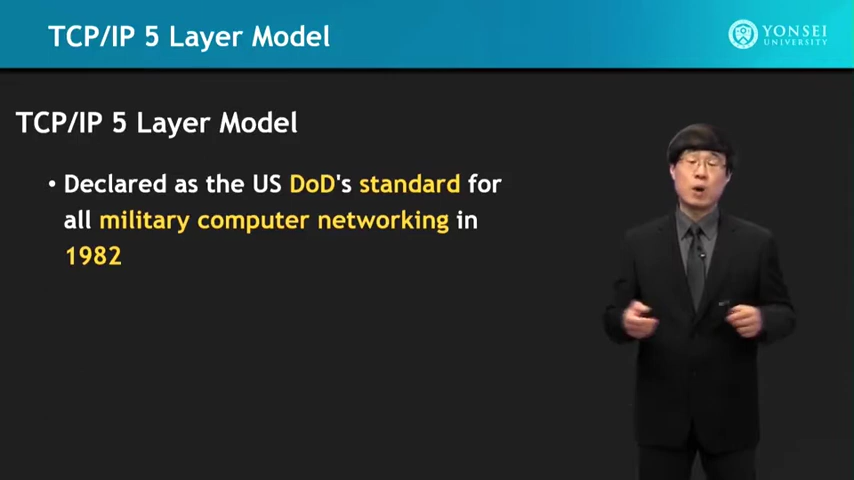 TCP/IP 5 Layer Model
YONSEI
UNIVERSITY
TCP/IP 5 Layer Model
• Declared as the US DoD's standard for
all military computer networking in
1982